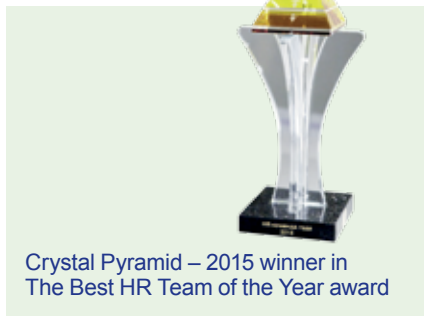 Crystal Pyramid – 2015 winner in
The Best HR Team of the Year award